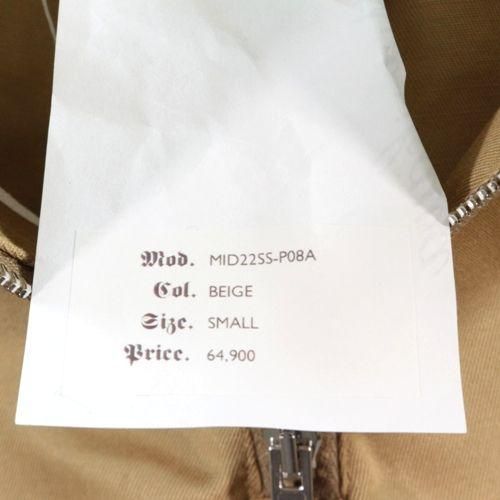 Mod. MID22SS-P08A
Col. BEIGE
Size. SMALL
Price. 64,900